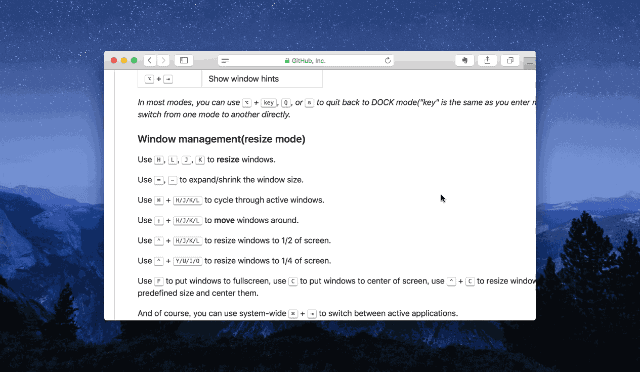 GitHub, Inc.
⌥ + ⇥ Show window hints
In most modes, you can use ⌥ + key, Q, or ⎋ to quit back to DOCK mode("key" is the same as you enter
switch from one mode to another directly.
Window management(resize mode)
Use H, L, J, K to resize windows.
Use =, - to expand/shrink the window size.
Use ⌘ + H/J/K/L to cycle through active windows.
Use ⇧ + H/J/K/L to move windows around.
Use ⌃ + H/J/K/L to resize windows to 1/2 of screen.
Use ⌃ + Y/U/I/O to resize windows to 1/4 of screen.
Use F to put windows to fullscreen, use C to put windows to center of screen, use ⌃ + C to resize window
predefined size and center them.
And of course, you can use system-wide ⌘ + ⇥ to switch between active applications.